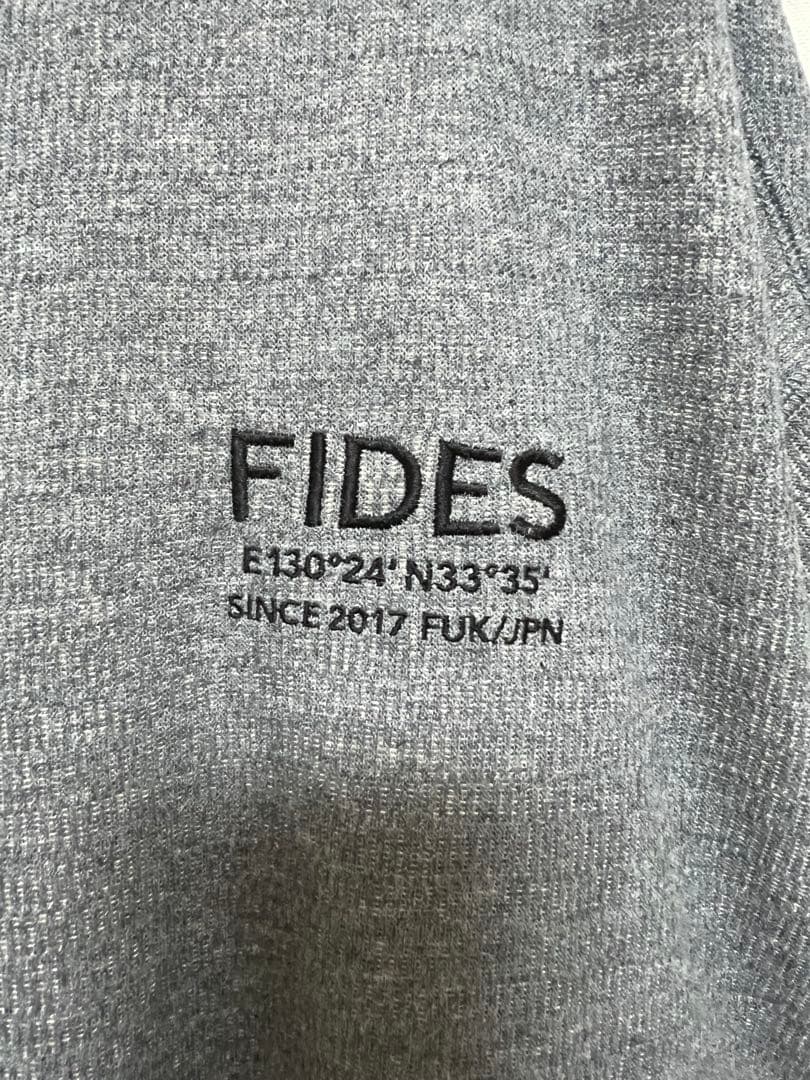 FIDES
E130°24' N33°35'
SINCE 2017 FUK//JPN